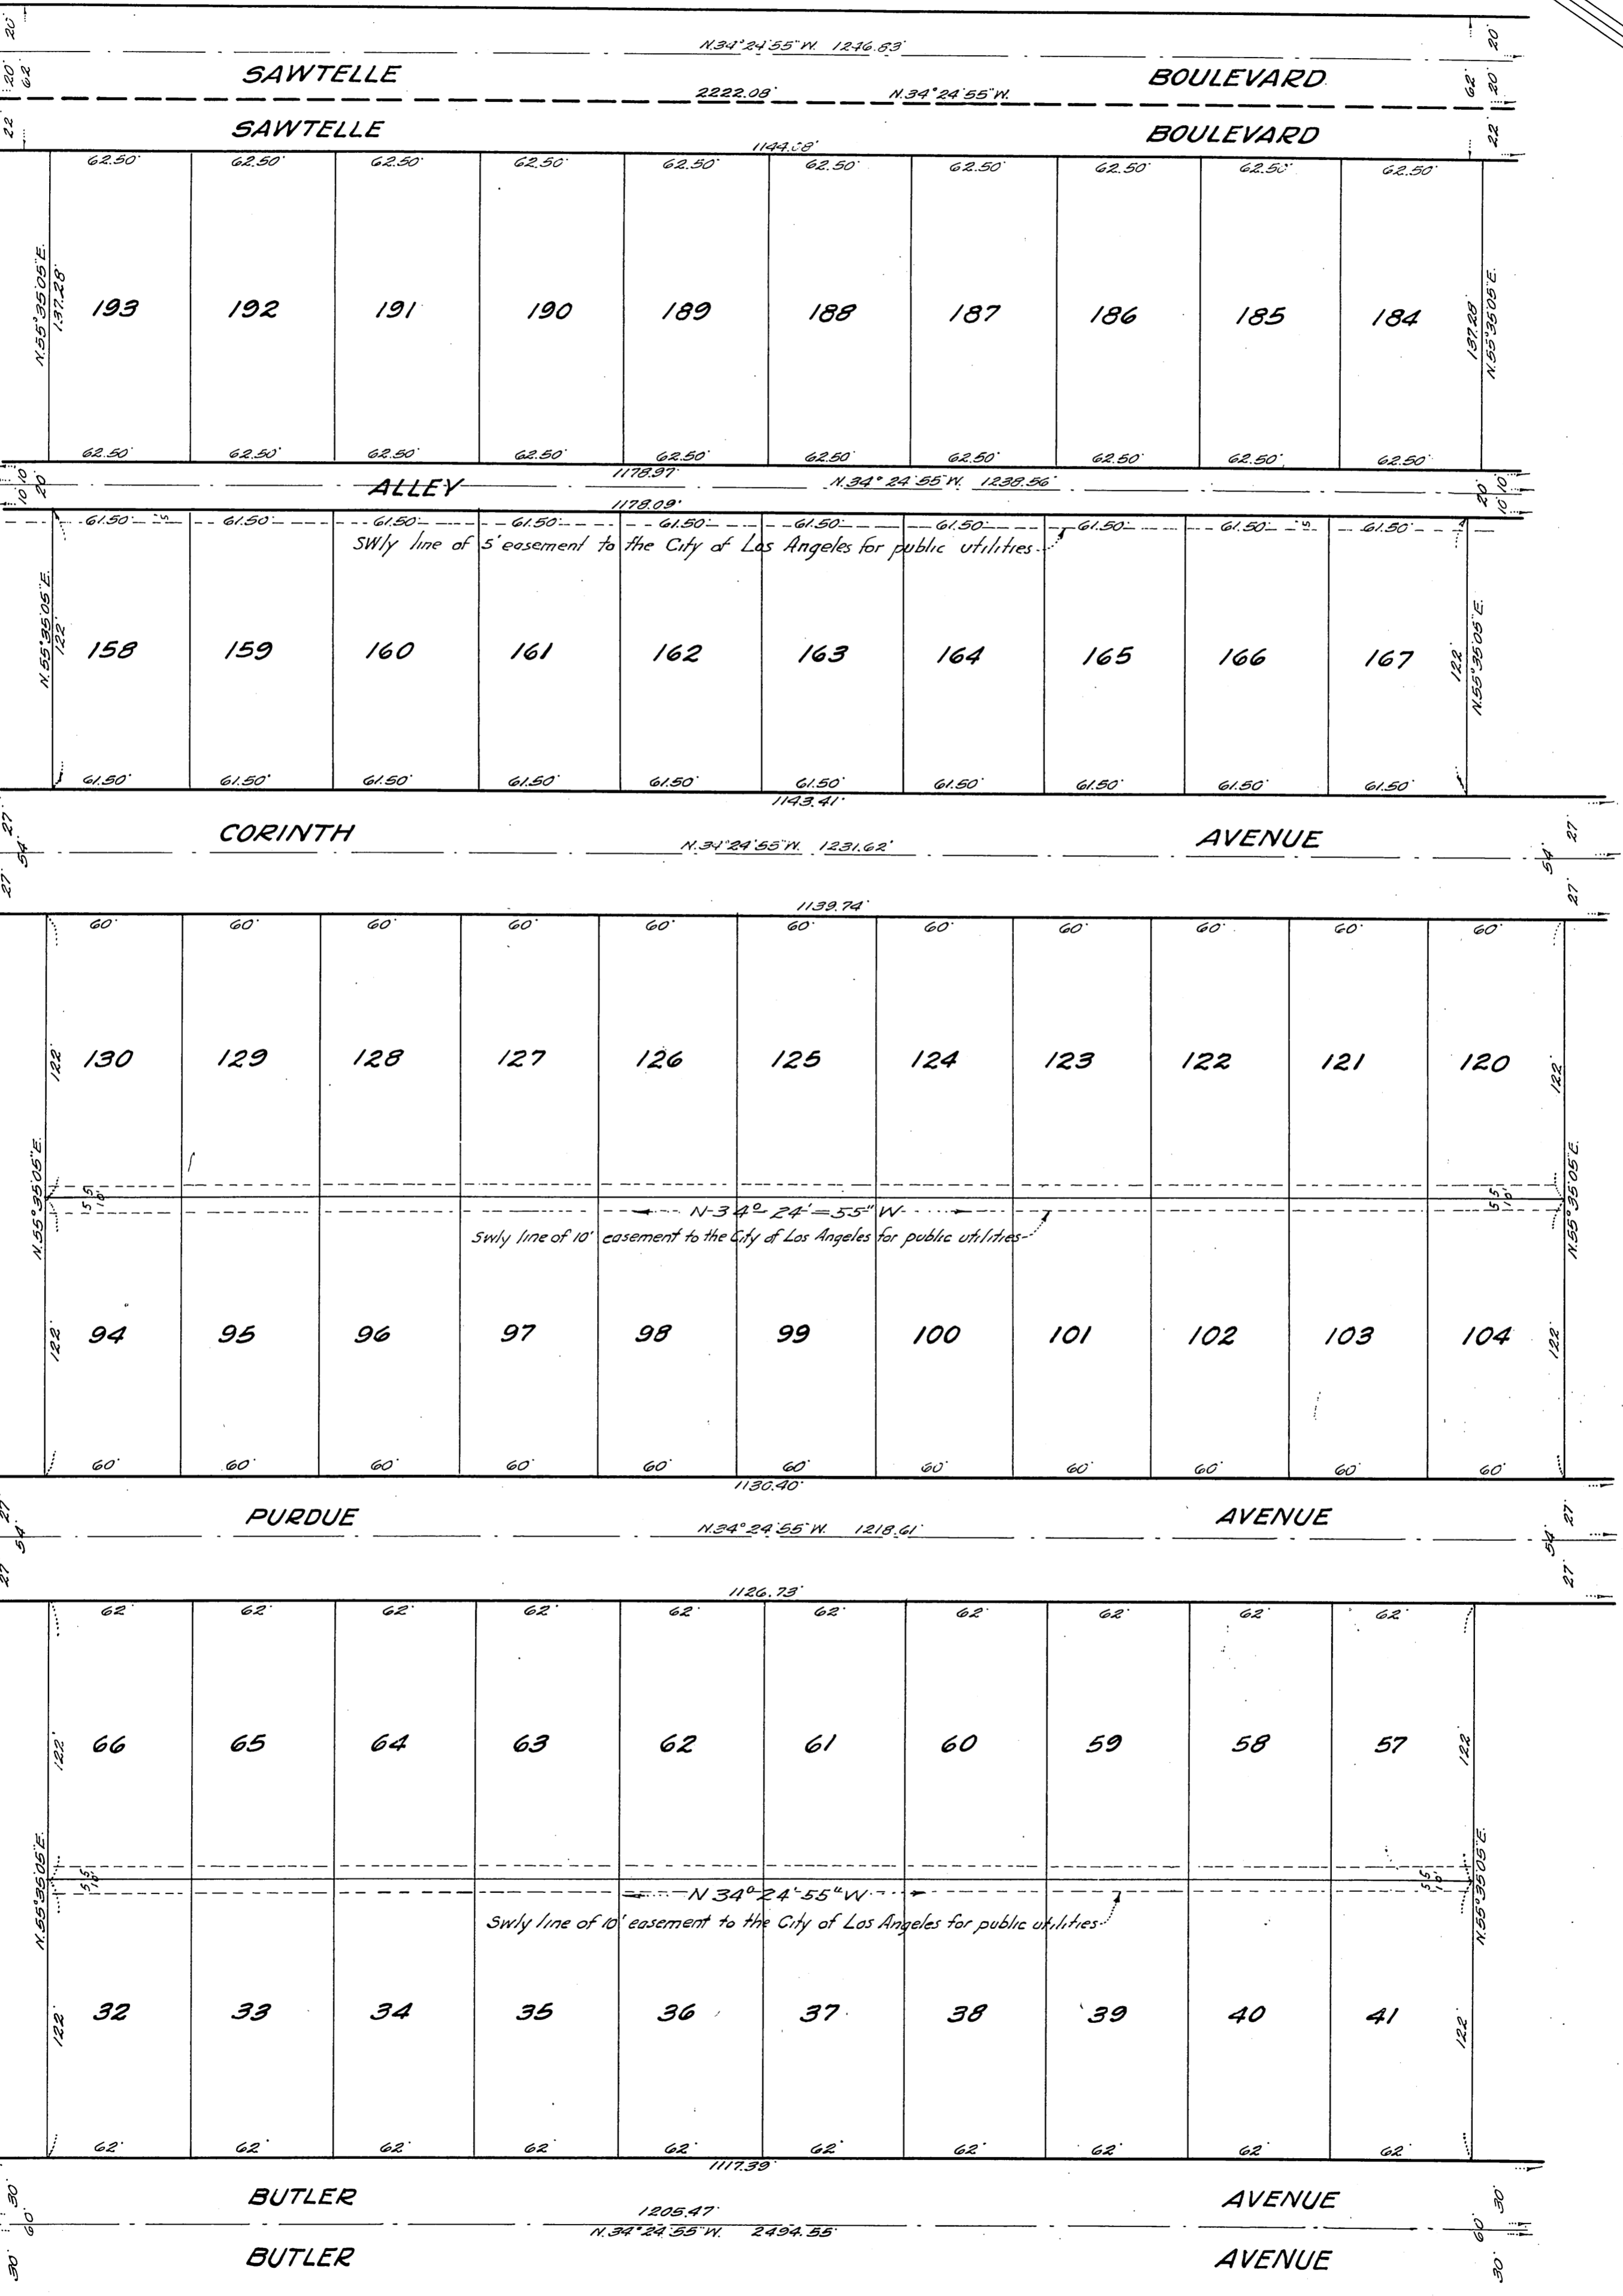 N.34°24'55"W. 1246.83'
20'
20'
SAWTELLE BOULEVARD
20'
62'
62'
20'
2222.08' N.34°24'55"W.
SAWTELLE BOULEVARD
22
22'
1144.08'
62.50' 62.50' 62.50' 62.50' 62.50' 62.50' 62.50' 62.50' 62.50' 62.50'
N.55°35'05"E.
137.28'
193 192 191 190 189 188 187 186 185 184
137.28'
N.55°35'05"E.
62.50' 62.50' 62.50' 62.50' 62.50' 62.50' 62.50' 62.50' 62.50' 62.50'
1178.97'
10 10
20'
ALLEY
N.34°24'55"W. 1238.56'
20'
10' 10'
1178.09'
61.50' 5' 61.50' 61.50' 61.50' 61.50' 61.50' 61.50' 61.50' 61.50' 5' 61.50'
SWly line of 5' easement to the City of Los Angeles for public utilities
N.55°35'05"E.
122'
158 159 160 161 162 163 164 165 166 167
122'
N.55°35'05"E.
61.50' 61.50' 61.50' 61.50' 61.50' 61.50' 61.50' 61.50' 61.50' 61.50'
1143.41'
27'
27'
CORINTH AVENUE
54'
N.34°24'55"W. 1231.62'
54'
27'
27'
1139.74'
60' 60' 60' 60' 60' 60' 60' 60' 60' 60' 60'
122'
130 129 128 127 126 125 124 123 122 121 120
122'
N.55°35'05"E.
5 5
10'
N-34°-24'-55"W
5 5
10'
N.55°35'05"E.
Swly line of 10' easement to the City of Los Angeles for public utilities
122'
94 95 96 97 98 99 100 101 102 103 104
122'
60' 60' 60' 60' 60' 60' 60' 60' 60' 60' 60'
1130.40'
27'
27'
PURDUE AVENUE
54'
N.34°24'55"W. 1218.61'
54'
27'
27'
1126.73'
62' 62' 62' 62' 62' 62' 62' 62' 62' 62'
122'
66 65 64 63 62 61 60 59 58 57
122'
N.55°35'05"E.
5 5
10'
N 34°-24'-55"W
5 5
10'
N.55°35'05"E.
Swly line of 10' easement to the City of Los Angeles for public utilities
122'
32 33 34 35 36 37 38 39 40 41
122'
62' 62' 62' 62' 62' 62' 62' 62' 62' 62'
1117.39'
30'
30'
BUTLER AVENUE
1205.47'
60'
N.34°24'55"W. 2494.55'
60'
BUTLER AVENUE
30'
30'